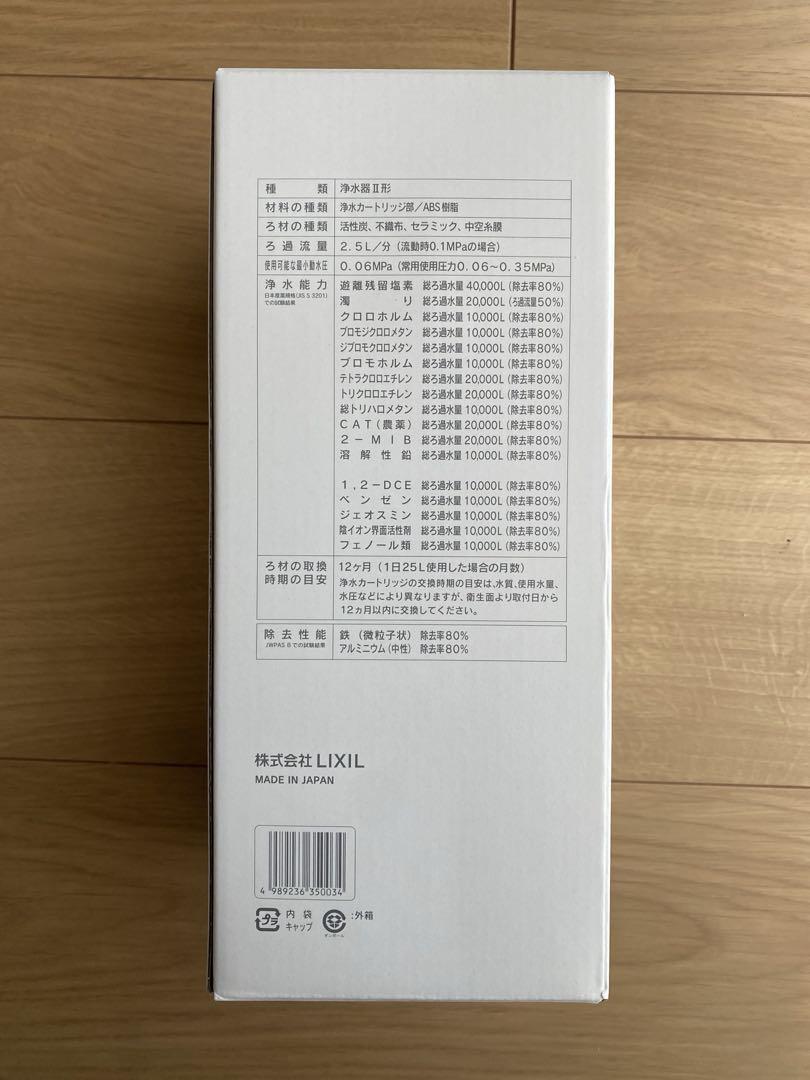 種類 浄水器Ⅱ形
材料の種類 浄水カートリッジ部／ABS樹脂
ろ材の種類 活性炭、不織布、セラミック、中空糸膜
ろ過流量 2.5L／分（流動時0.1MPaの場合）
使用可能な最小動水圧 0.06MPa（常用使用圧力0.06～0.35MPa）
浄水能力 遊離残留塩素 総ろ過水量 40,000L（除去率80%）
日本産業規格(JIS S 3201) 濁り 総ろ過水量 20,000L（ろ過流量50%）
での試験結果
クロロホルム 総ろ過水量 10,000L（除去率80%）
ブロモジクロロメタン 総ろ過水量 10,000L（除去率80%）
ジブロモクロロメタン 総ろ過水量 10,000L（除去率80%）
ブロモホルム 総ろ過水量 10,000L（除去率80%）
テトラクロロエチレン 総ろ過水量 20,000L（除去率80%）
トリクロロエチレン 総ろ過水量 20,000L（除去率80%）
総トリハロメタン 総ろ過水量 10,000L（除去率80%）
CAT（農薬） 総ろ過水量 20,000L（除去率80%）
2－MIB 総ろ過水量 20,000L（除去率80%）
溶解性鉛 総ろ過水量 10,000L（除去率80%）
1,2－DCE 総ろ過水量 10,000L（除去率80%）
ベンゼン 総ろ過水量 10,000L（除去率80%）
ジェオスミン 総ろ過水量 10,000L（除去率80%）
陰イオン界面活性剤 総ろ過水量 10,000L（除去率80%）
フェノール類 総ろ過水量 10,000L（除去率80%）
ろ材の取換 12ヶ月（1日25L使用した場合の月数）
時期の目安 浄水カートリッジの交換時期の目安は、水質、使用水量、
水圧などにより異なりますが、衛生面より取付日から
12ヵ月以内に交換してください。
除去性能 鉄（微粒子状） 除去率80%
JWPAS Bでの試験結果 アルミニウム（中性） 除去率80%
株式会社 LIXIL
MADE IN JAPAN
4 989236 350034
プラ 内袋 キャップ
ダンボール :外箱